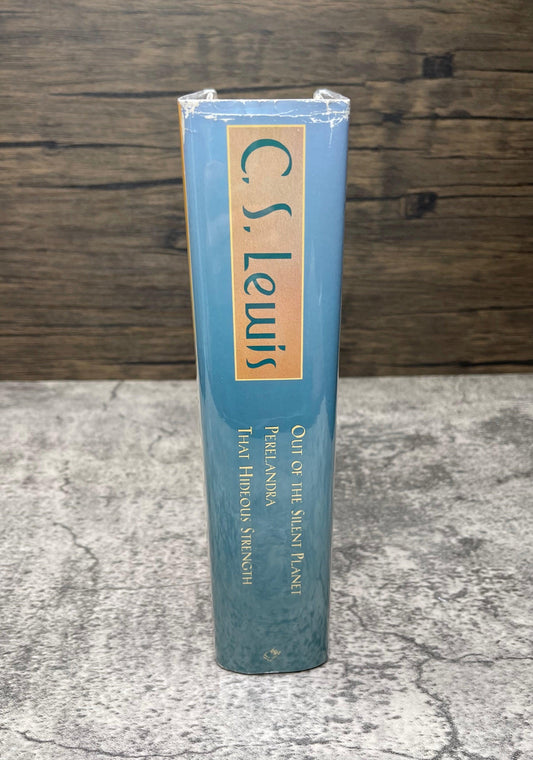 C. S. Lewis
Out of the Silent Planet
Perelandra
That Hideous Strength